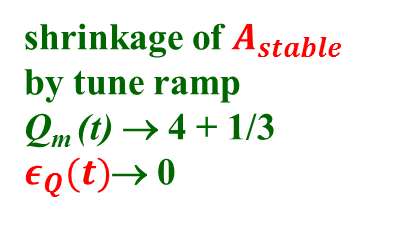 shrinkage of A_stable
by tune ramp
Q_m (t) → 4 + 1/3
ϵ_Q(t)→ 0